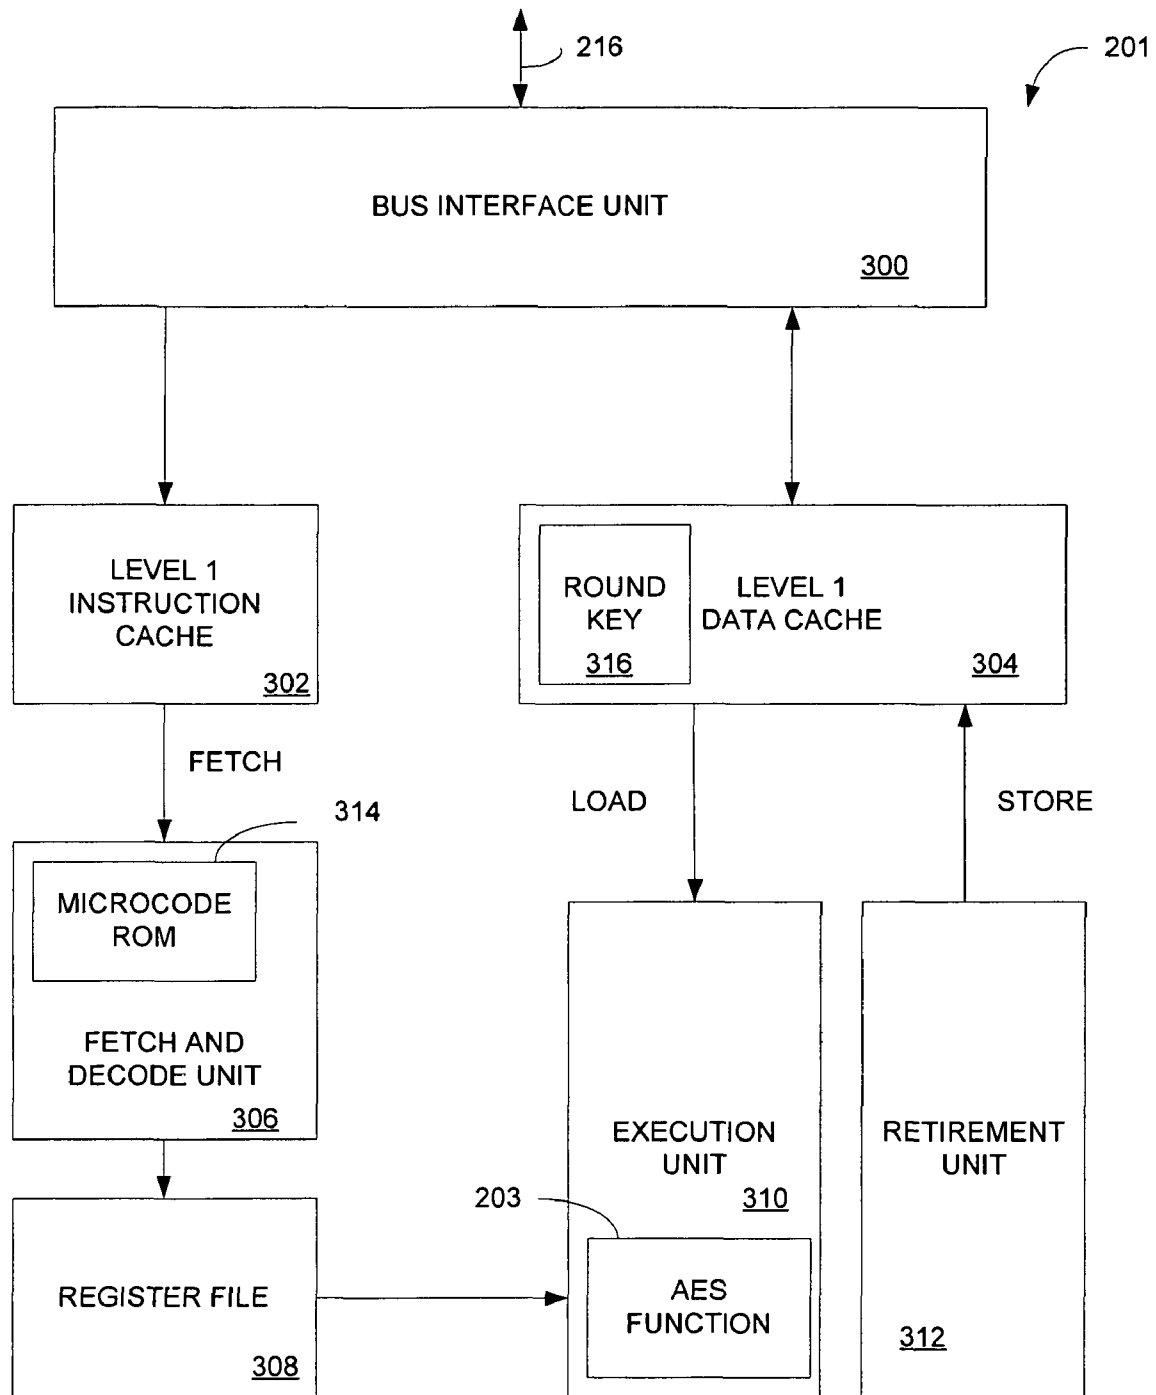 216
201
BUS INTERFACE UNIT
300
LEVEL 1
INSTRUCTION
CACHE
302
ROUND
KEY
316
LEVEL 1
DATA CACHE
304
FETCH
314
LOAD
STORE
MICROCODE
ROM
FETCH AND
DECODE UNIT
306
EXECUTION
UNIT
310
RETIREMENT
UNIT
203
REGISTER FILE
308
AES
FUNCTION
312